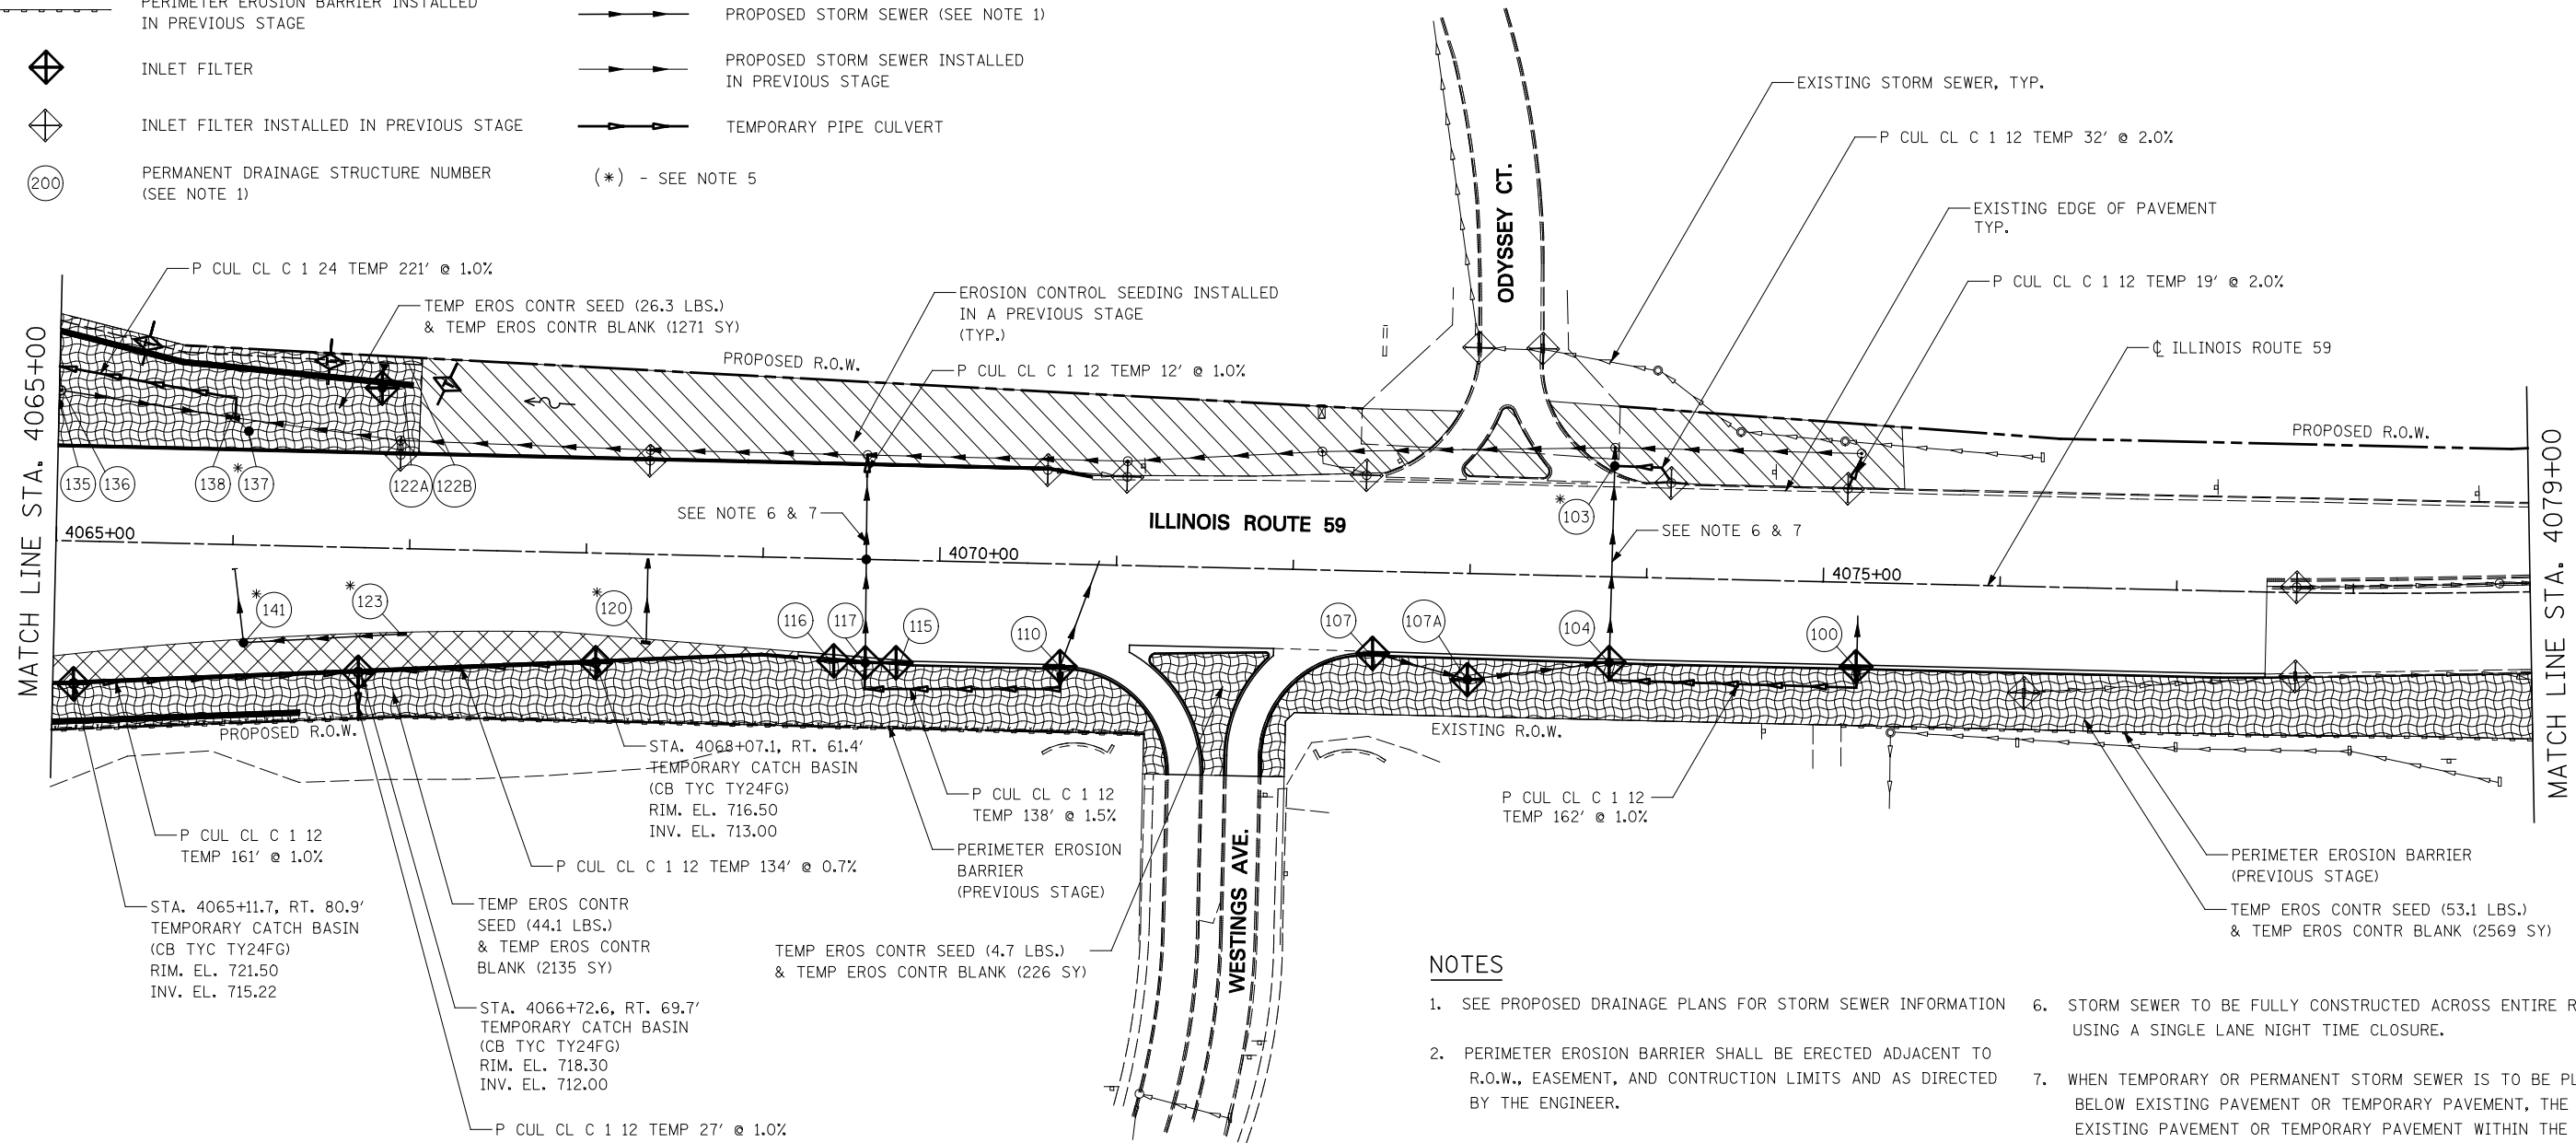 PERIMETER EROSION BARRIER INSTALLED
IN PREVIOUS STAGE
INLET FILTER
INLET FILTER INSTALLED IN PREVIOUS STAGE
200
PERMANENT DRAINAGE STRUCTURE NUMBER
(SEE NOTE 1)
PROPOSED STORM SEWER (SEE NOTE 1)
PROPOSED STORM SEWER INSTALLED
IN PREVIOUS STAGE
TEMPORARY PIPE CULVERT
(*) - SEE NOTE 5
EXISTING STORM SEWER, TYP.
P CUL CL C 1 12 TEMP 32' @ 2.0%
EXISTING EDGE OF PAVEMENT
TYP.
P CUL CL C 1 12 TEMP 19' @ 2.0%
℄ ILLINOIS ROUTE 59
ODYSSEY CT.
P CUL CL C 1 24 TEMP 221' @ 1.0%
TEMP EROS CONTR SEED (26.3 LBS.)
& TEMP EROS CONTR BLANK (1271 SY)
EROSION CONTROL SEEDING INSTALLED
IN A PREVIOUS STAGE
(TYP.)
PROPOSED R.O.W.
P CUL CL C 1 12 TEMP 12' @ 1.0%
PROPOSED R.O.W.
MATCH LINE STA. 4065+00
MATCH LINE STA. 4079+00
135
136
138
*
137
122A
122B
SEE NOTE 6 & 7
ILLINOIS ROUTE 59
*
103
SEE NOTE 6 & 7
4065+00
4070+00
4075+00
*
141
*
123
*
120
116
117
115
110
107
107A
104
100
PROPOSED R.O.W.
EXISTING R.O.W.
STA. 4068+07.1, RT. 61.4'
TEMPORARY CATCH BASIN
(CB TYC TY24FG)
RIM. EL. 716.50
INV. EL. 713.00
P CUL CL C 1 12
TEMP 138' @ 1.5%
P CUL CL C 1 12
TEMP 162' @ 1.0%
P CUL CL C 1 12
TEMP 161' @ 1.0%
P CUL CL C 1 12 TEMP 134' @ 0.7%
PERIMETER EROSION
BARRIER
(PREVIOUS STAGE)
PERIMETER EROSION BARRIER
(PREVIOUS STAGE)
STA. 4065+11.7, RT. 80.9'
TEMPORARY CATCH BASIN
(CB TYC TY24FG)
RIM. EL. 721.50
INV. EL. 715.22
TEMP EROS CONTR
SEED (44.1 LBS.)
& TEMP EROS CONTR
BLANK (2135 SY)
TEMP EROS CONTR SEED (4.7 LBS.)
& TEMP EROS CONTR BLANK (226 SY)
WESTINGS AVE.
TEMP EROS CONTR SEED (53.1 LBS.)
& TEMP EROS CONTR BLANK (2569 SY)
STA. 4066+72.6, RT. 69.7'
TEMPORARY CATCH BASIN
(CB TYC TY24FG)
RIM. EL. 718.30
INV. EL. 712.00
P CUL CL C 1 12 TEMP 27' @ 1.0%
NOTES
1. SEE PROPOSED DRAINAGE PLANS FOR STORM SEWER INFORMATION
2. PERIMETER EROSION BARRIER SHALL BE ERECTED ADJACENT TO
R.O.W., EASEMENT, AND CONTRUCTION LIMITS AND AS DIRECTED
BY THE ENGINEER.
6. STORM SEWER TO BE FULLY CONSTRUCTED ACROSS ENTIRE R
USING A SINGLE LANE NIGHT TIME CLOSURE.
7. WHEN TEMPORARY OR PERMANENT STORM SEWER IS TO BE PL
BELOW EXISTING PAVEMENT OR TEMPORARY PAVEMENT, THE
EXISTING PAVEMENT OR TEMPORARY PAVEMENT WITHIN THE